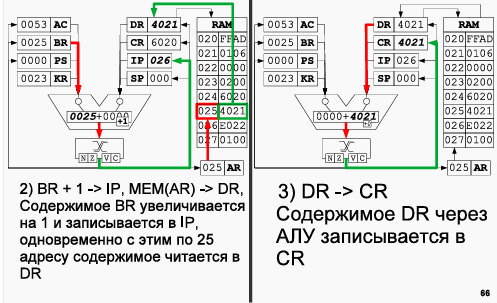 0053 AC
0025 BR
0000 PS
0023 KR
DR 4021
CR 6020
IP 026
SP 000
RAM
020 FFAD
021 0106
022 0000
023 0000
024 6020
025 4021
026 E022
027 0100
0025+0000
+1
N Z V C
025 AR
2) BR + 1 -> IP, MEM(AR) -> DR,
Содержимое BR увеличивается
на 1 и записывается в IP,
одновременно с этим по 25
адресу содержимое читается в
DR
0053 AC
0025 BR
0000 PS
0023 KR
DR 4021
CR 4021
IP 026
SP 000
RAM
020 FFAD
021 0100
022 0000
023 0000
024 6020
025 4021
026 E022
027 0100
0000+4021
N Z V C
025 AR
3) DR -> CR
Содержимое DR через
АЛУ записывается в
CR
66